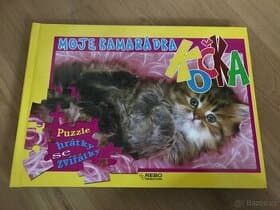 MOJE KAMARÁDKA
KOČKA
Puzzle
hrátky
se
zvířátky
REBO